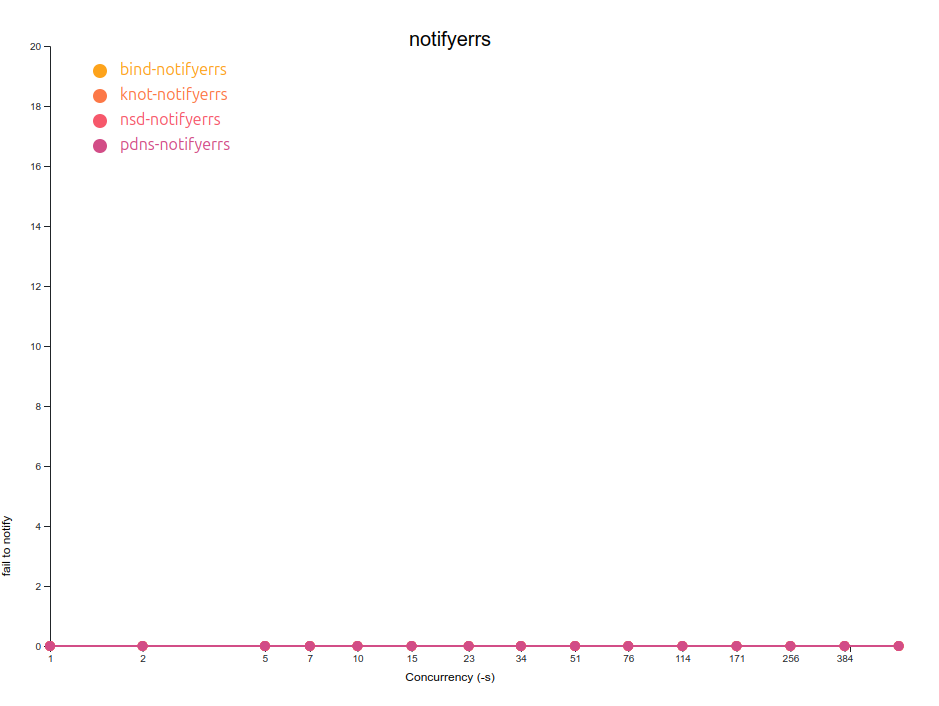 notifyerrs
20
bind-notifyerrs
knot-notifyerrs
18
nsd-notifyerrs
pdns-notifyerrs
16
14
12
10
8
6
fail to notify
4
2
0
1 2 5 7 10 15 23 34 51 76 114 171 256 384
Concurrency (-s)